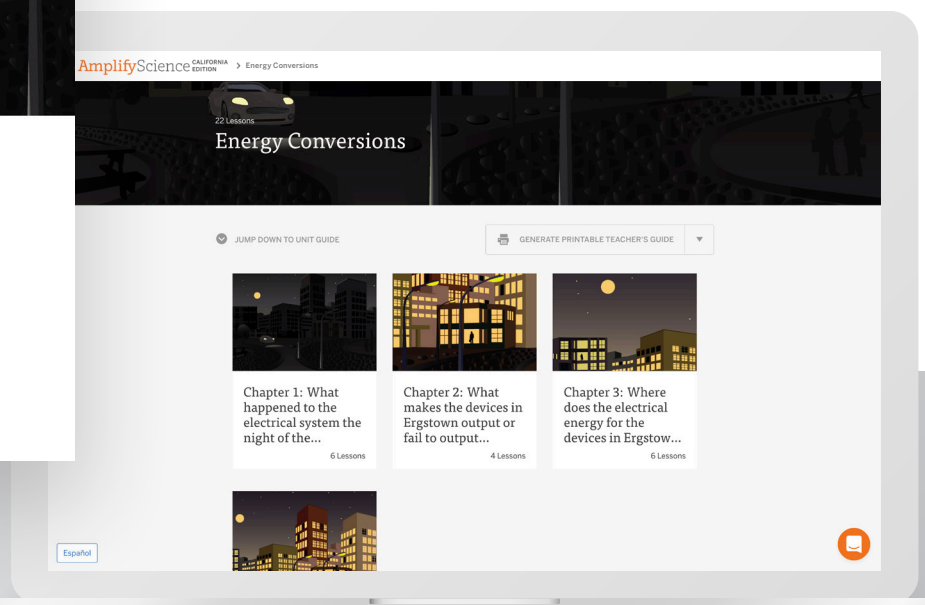 AmplifyScience CALIFORNIA EDITION > Energy Conversions
22 Lessons
Energy Conversions
JUMP DOWN TO UNIT GUIDE
GENERATE PRINTABLE TEACHER'S GUIDE
Chapter 1: What
happened to the
electrical system the
night of the...
6 Lessons
Chapter 2: What
makes the devices in
Ergstown output or
fail to output...
4 Lessons
Chapter 3: Where
does the electrical
energy for the
devices in Ergstow...
6 Lessons
Español